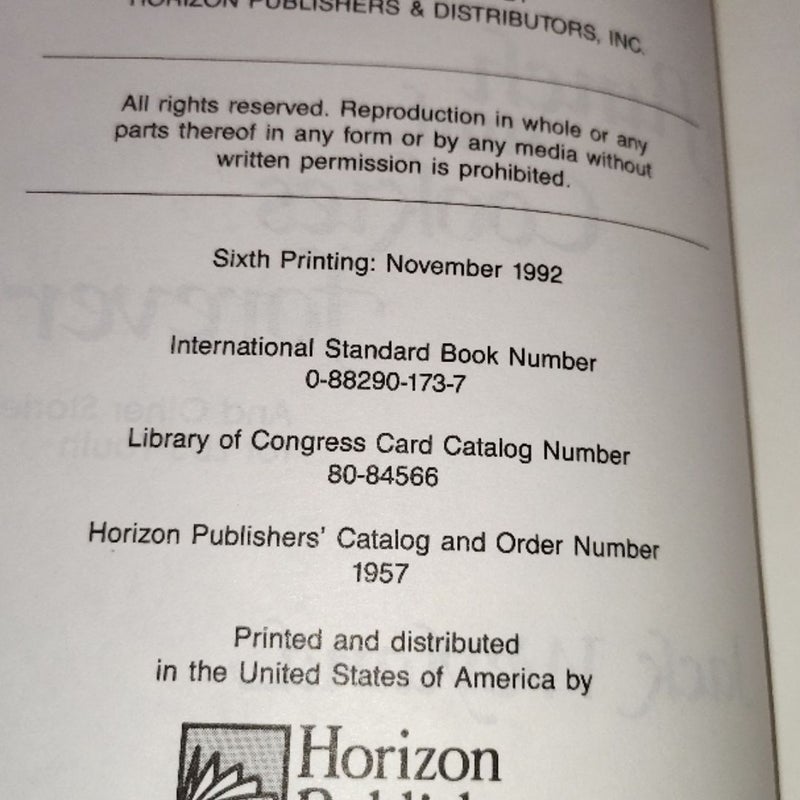 HORIZON PUBLISHERS & DISTRIBUTORS, INC.
All rights reserved. Reproduction in whole or any
parts thereof in any form or by any media without
written permission is prohibited.
Sixth Printing: November 1992
International Standard Book Number
0-88290-173-7
Library of Congress Card Catalog Number
80-84566
Horizon Publishers' Catalog and Order Number
1957
Printed and distributed
in the United States of America by
Horizon